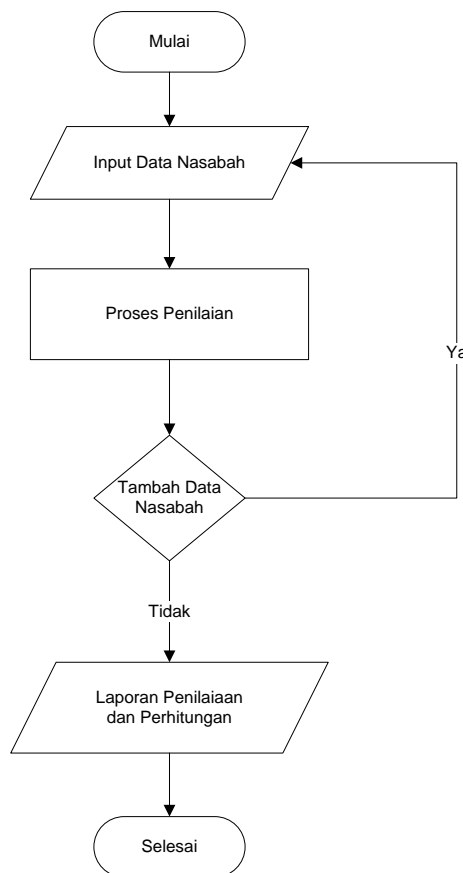 Mulai
Input Data Nasabah
Proses Penilaian
Ya
Tambah Data
Nasabah
Tidak
Laporan Penilaiaan
dan Perhitungan
Selesai